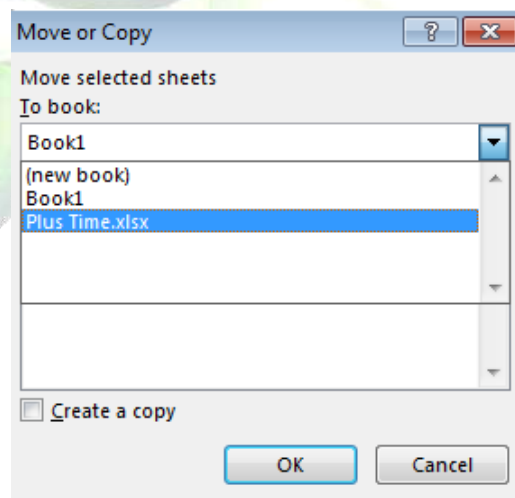 Move or Copy
Move selected sheets
To book:
Book1
(new book)
Book1
Plus Time.xlsx
Create a copy
OK Cancel